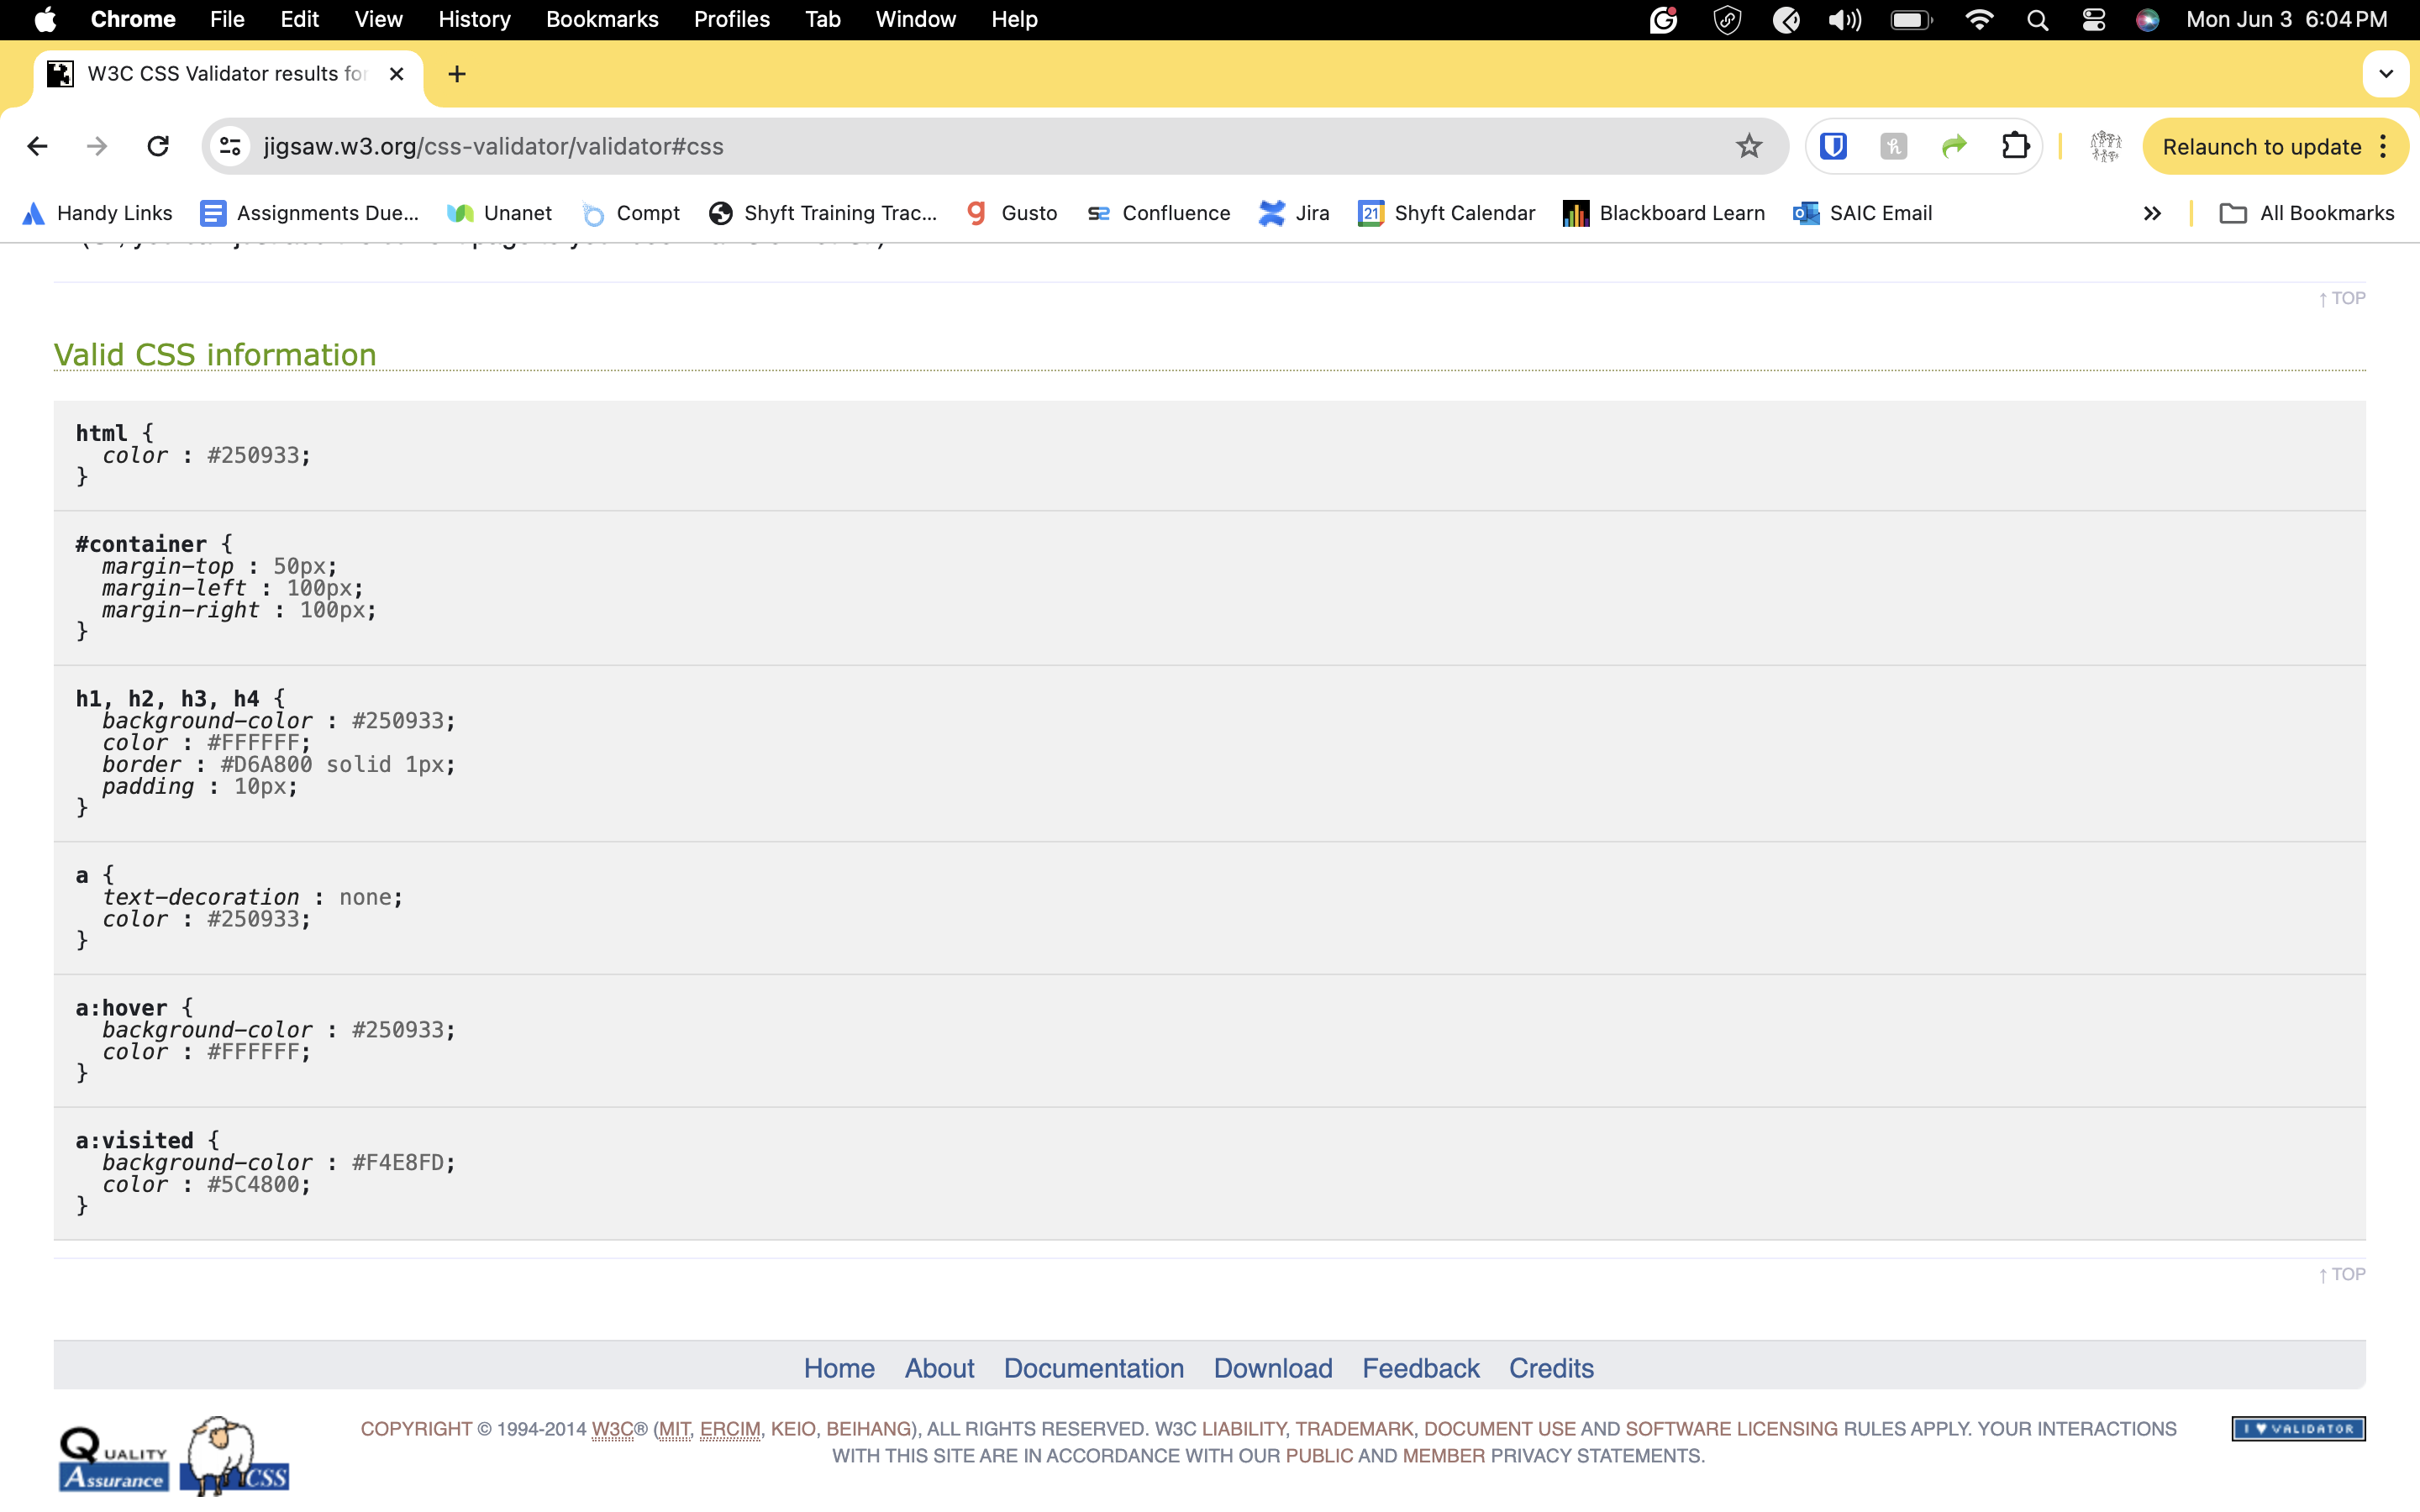 Chrome File Edit View History Bookmarks Profiles Tab Window Help Mon Jun 3 6:04 PM
W3C CSS Validator results for
jigsaw.w3.org/css-validator/validator#css Relaunch to update
Handy Links Assignments Due... Unanet Compt Shyft Training Trac... Gusto Confluence Jira 21 Shyft Calendar Blackboard Learn SAIC Email All Bookmarks
↑ TOP
Valid CSS information
html {
color : #250933;
}
#container {
margin-top : 50px;
margin-left : 100px;
margin-right : 100px;
}
h1, h2, h3, h4 {
background-color : #250933;
color : #FFFFFF;
border : #D6A800 solid 1px;
padding : 10px;
}
a {
text-decoration : none;
color : #250933;
}
a:hover {
background-color : #250933;
color : #FFFFFF;
}
a:visited {
background-color : #F4E8FD;
color : #5C4800;
}
↑ TOP
Home About Documentation Download Feedback Credits
QUALITY Assurance CSS
COPYRIGHT © 1994-2014 W3C® (MIT, ERCIM, KEIO, BEIHANG), ALL RIGHTS RESERVED. W3C LIABILITY, TRADEMARK, DOCUMENT USE AND SOFTWARE LICENSING RULES APPLY. YOUR INTERACTIONS
WITH THIS SITE ARE IN ACCORDANCE WITH OUR PUBLIC AND MEMBER PRIVACY STATEMENTS.
I ♥ VALIDATOR